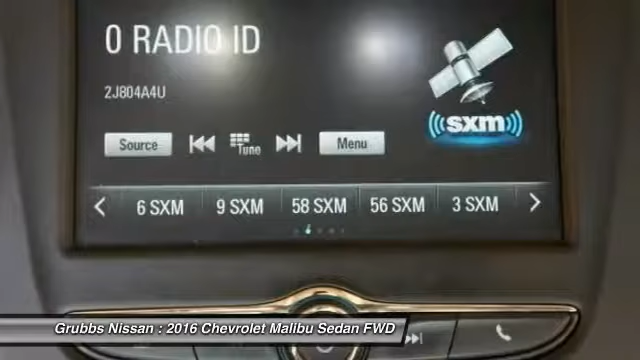 0 RADIO ID
2J804A4U
sxm
Source Tune Menu
6 SXM 9 SXM 58 SXM 56 SXM 3 SXM
Grubbs Nissan : 2016 Chevrolet Malibu Sedan FWD